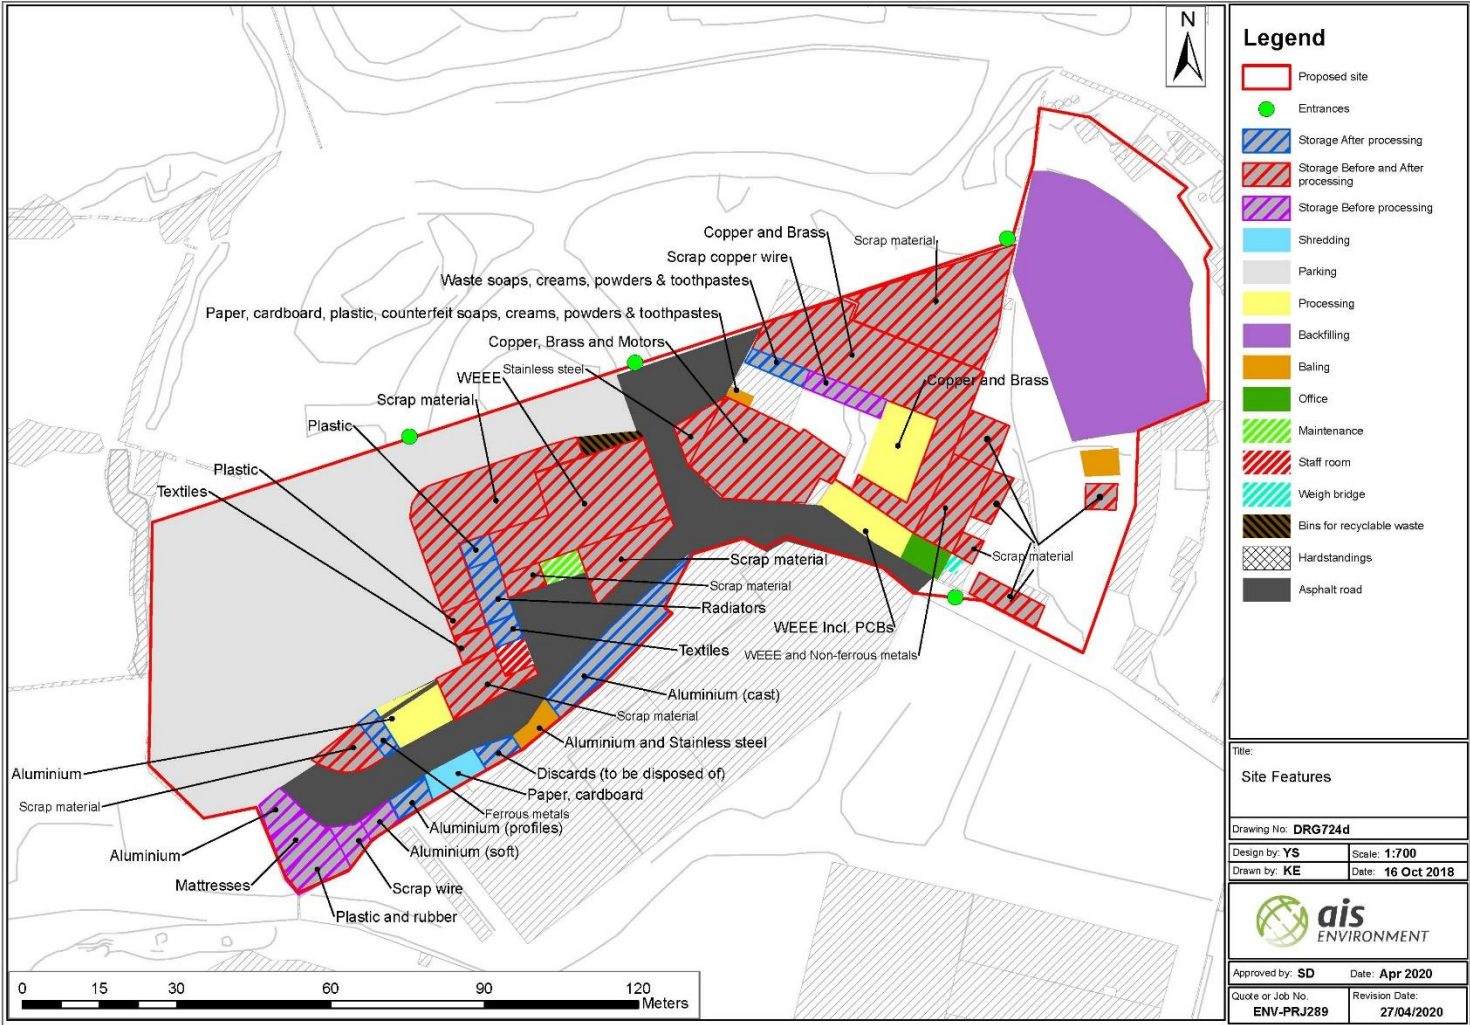 N
Copper and Brass
Scrap material
Scrap copper wire
Waste soaps, creams, powders & toothpastes
Paper, cardboard, plastic, counterfeit soaps, creams, powders & toothpastes
Copper, Brass and Motors
Stainless steel
WEEE
Copper and Brass
Scrap material
Plastic
Plastic
Textiles
Scrap material
Scrap material
Scrap material
Radiators
WEEE Incl. PCBs
Textiles
WEEE and Non-ferrous metals
Aluminium (cast)
Scrap material
Aluminium and Stainless steel
Aluminium
Discards (to be disposed of)
Paper, cardboard
Scrap material
Ferrous metals
Aluminium (profiles)
Aluminium
Aluminium (soft)
Mattresses
Scrap wire
Plastic and rubber
0 15 30 60 90 120
Meters
Legend
Proposed site
Entrances
Storage After processing
Storage Before and After
processing
Storage Before processing
Shredding
Parking
Processing
Backfilling
Baling
Office
Maintenance
Staff room
Weigh bridge
Bins for recyclable waste
Hardstandings
Asphalt road
Title:
Site Features
Drawing No: DRG724d
Design by: YS
Scale: 1:700
Drawn by: KE
Date: 16 Oct 2018
ais
ENVIRONMENT
Approved by: SD
Date: Apr 2020
Quote or Job No.
ENV-PRJ289
Revision Date:
27/04/2020